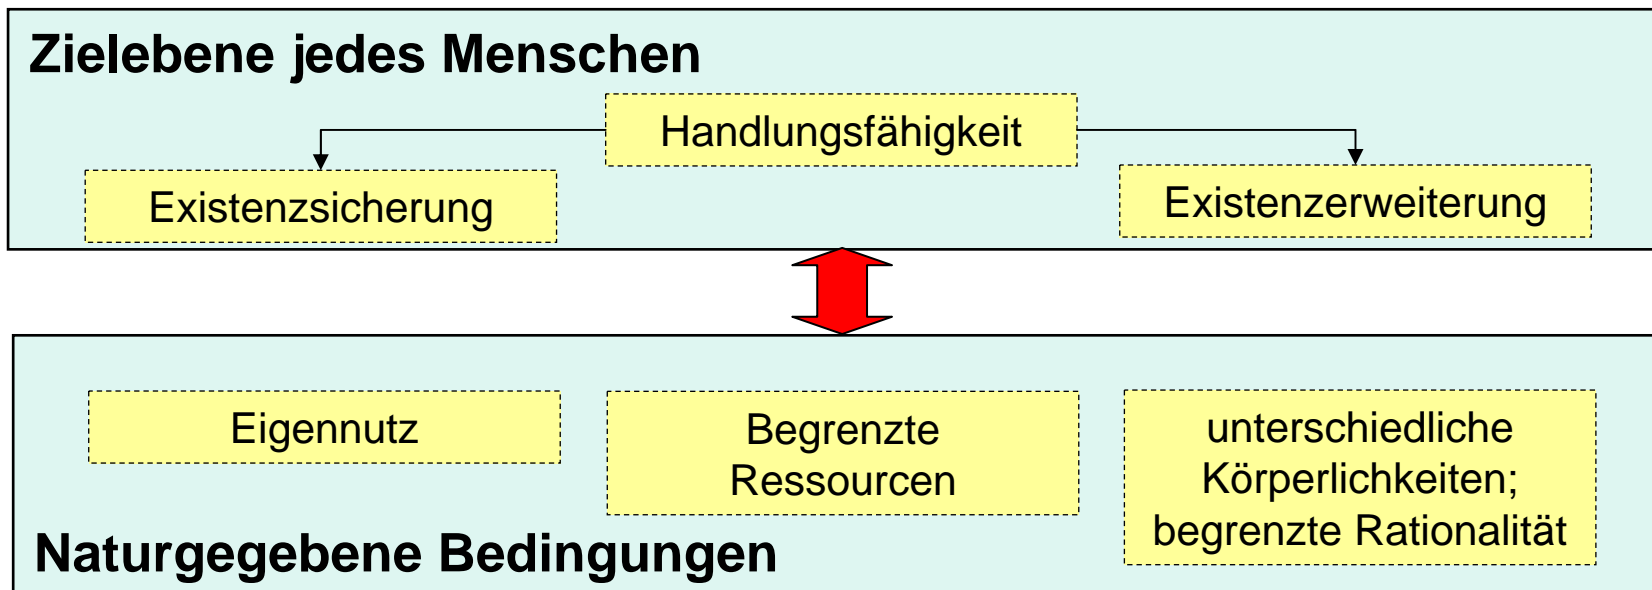 Zielebene jedes Menschen
Handlungsfähigkeit
Existenzsicherung
Existenzerweiterung
Eigennutz
Begrenzte
Ressourcen
unterschiedliche
Körperlichkeiten;
begrenzte Rationalität
Naturgegebene Bedingungen